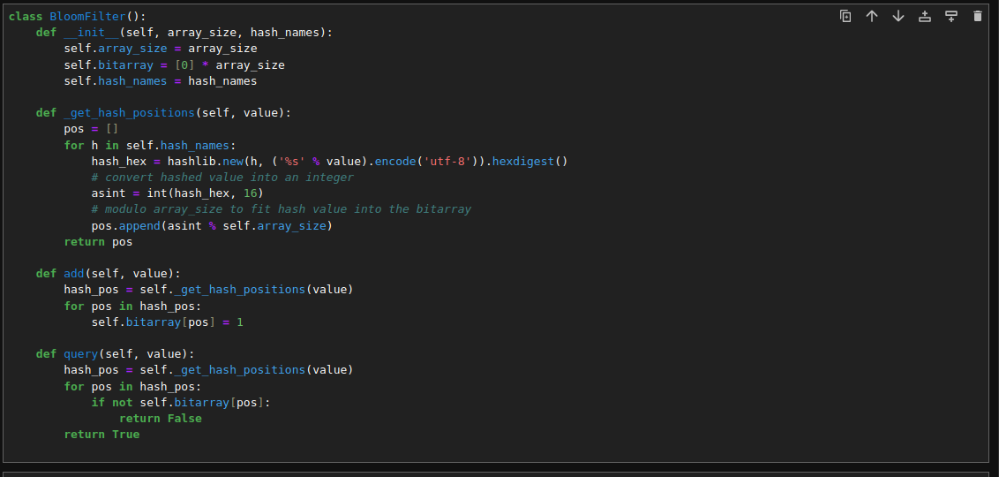 class BloomFilter():
    def __init__(self, array_size, hash_names):
        self.array_size = array_size
        self.bitarray = [0] * array_size
        self.hash_names = hash_names

    def _get_hash_positions(self, value):
        pos = []
        for h in self.hash_names:
            hash_hex = hashlib.new(h, ('%s' % value).encode('utf-8')).hexdigest()
            # convert hashed value into an integer
            asint = int(hash_hex, 16)
            # modulo array_size to fit hash value into the bitarray
            pos.append(asint % self.array_size)
        return pos

    def add(self, value):
        hash_pos = self._get_hash_positions(value)
        for pos in hash_pos:
            self.bitarray[pos] = 1

    def query(self, value):
        hash_pos = self._get_hash_positions(value)
        for pos in hash_pos:
            if not self.bitarray[pos]:
                return False
        return True